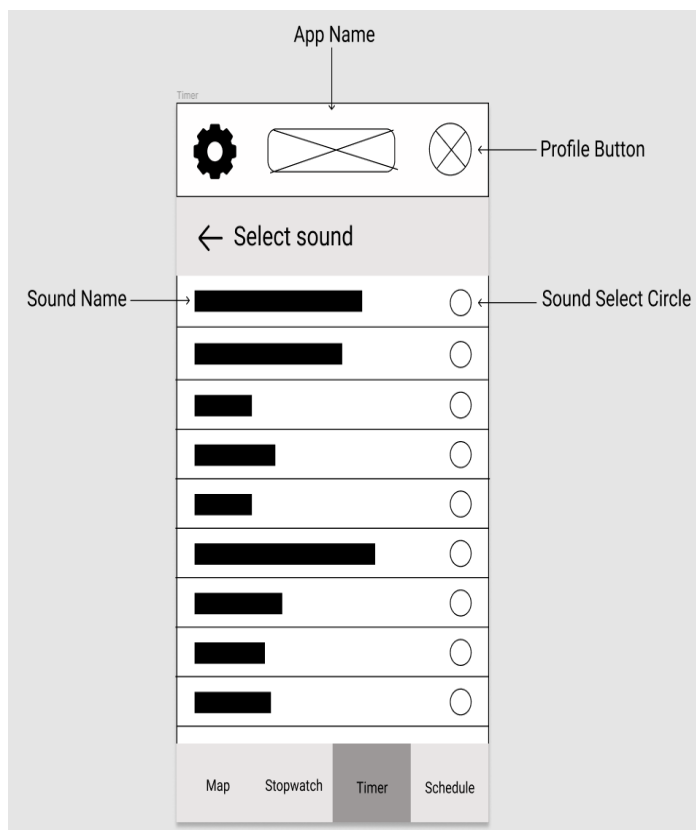 App Name
Timer
Profile Button
Select sound
Sound Name
Sound Select Circle
Map
Stopwatch
Timer
Schedule